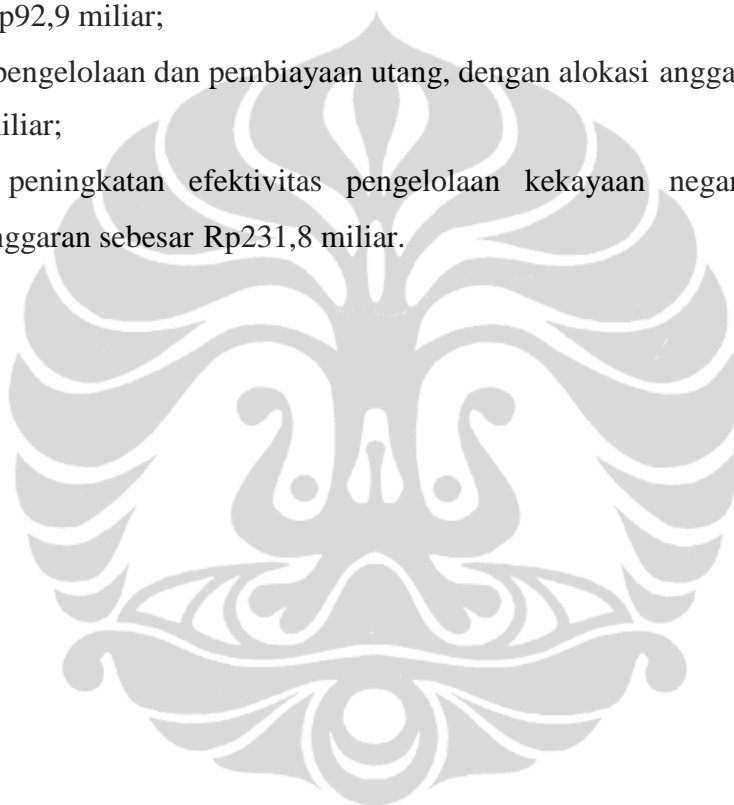 p92,9 miliar;
pengelolaan dan pembiayaan utang, dengan alokasi angga
iliar;
peningkatan efektivitas pengelolaan kekayaan negar
nggaran sebesar Rp231,8 miliar.